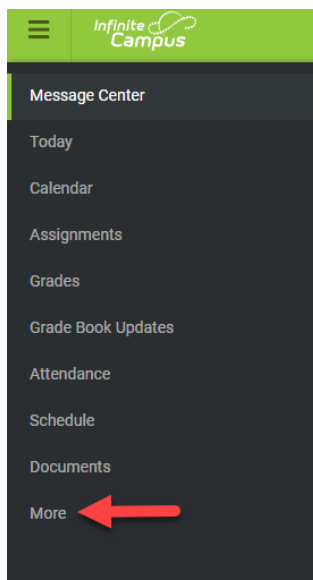 Infinite
Campus
Message Center
Today
Calendar
Assignments
Grades
Grade Book Updates
Attendance
Schedule
Documents
More